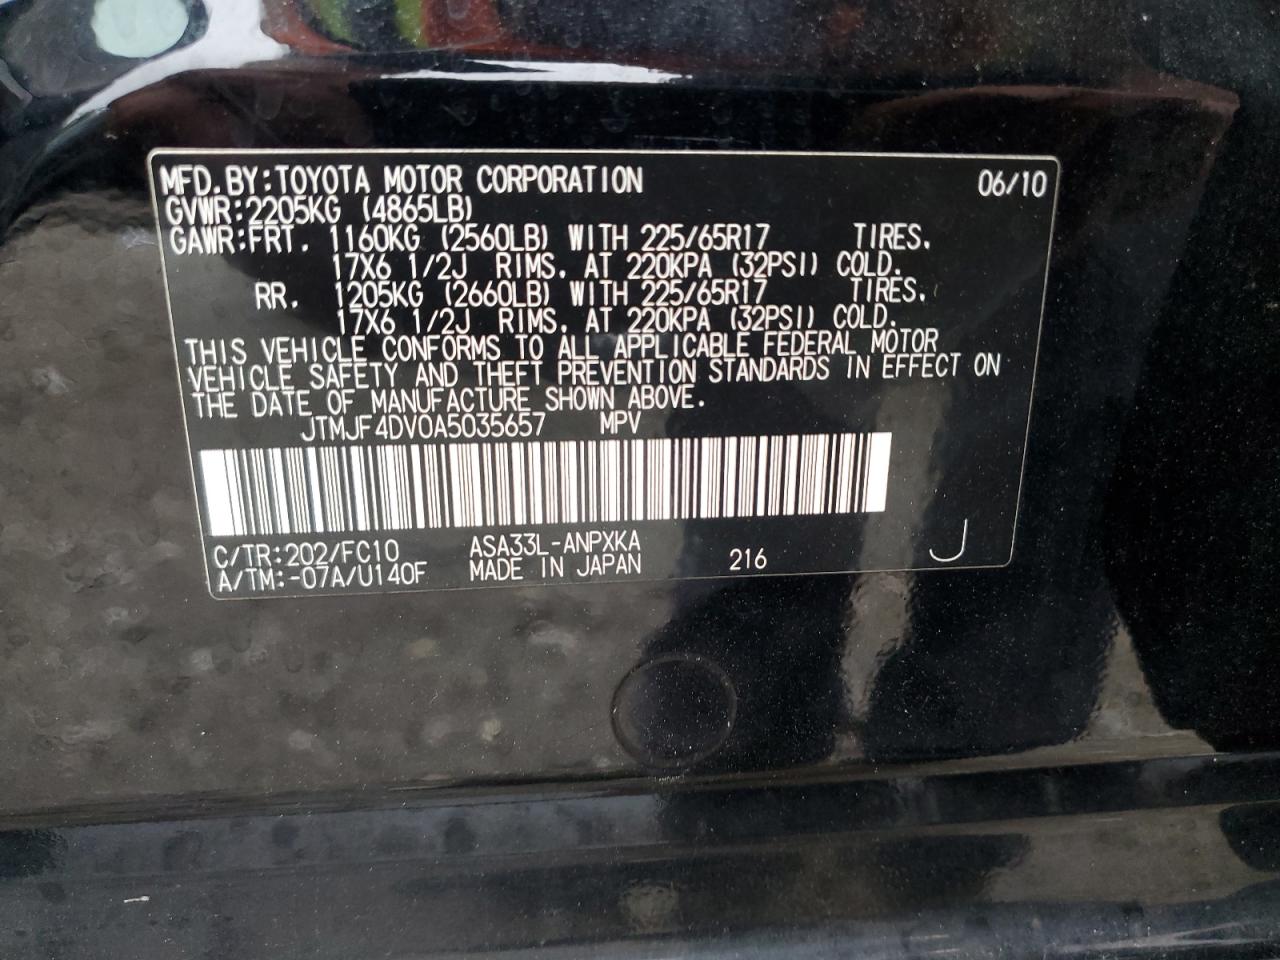 MFD.BY:TOYOTA MOTOR CORPORATION 06/10
GVWR:2205KG (4865LB)
GAWR:FRT. 1160KG (2560LB) WITH 225/65R17 TIRES.
17X6 1/2J RIMS. AT 220KPA (32PSI) COLD.
RR. 1205KG (2660LB) WITH 225/65R17 TIRES.
17X6 1/2J RIMS. AT 220KPA (32PSI) COLD.
THIS VEHICLE CONFORMS TO ALL APPLICABLE FEDERAL MOTOR
VEHICLE SAFETY AND THEFT PREVENTION STANDARDS IN EFFECT ON
THE DATE OF MANUFACTURE SHOWN ABOVE.
JTMJF4DV0A5035657 MPV
C/TR:202/FC10 ASA33L-ANPXKA 216 J
A/TM:-07A/U140F MADE IN JAPAN